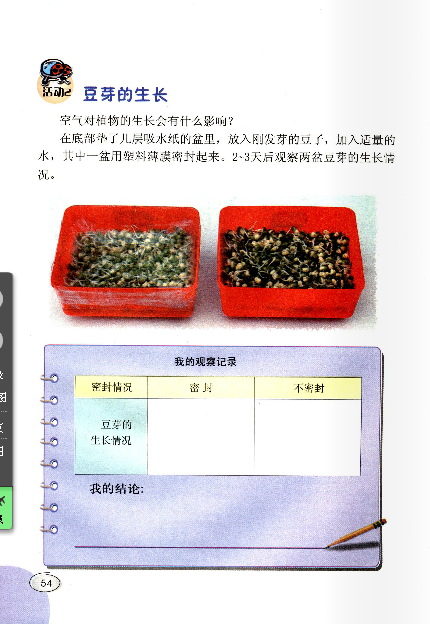 活动2
豆芽的生长
空气对植物的生长会有什么影响?
在底部垫了几层吸水纸的盆里，放入刚发芽的豆子，加入适量的
水，其中一盆用塑料薄膜密封起来。2~3天后观察两盆豆芽的生长情
况。
我的观察记录
密封情况 密 封 不密封
豆芽的
生长情况
我的结论:
54